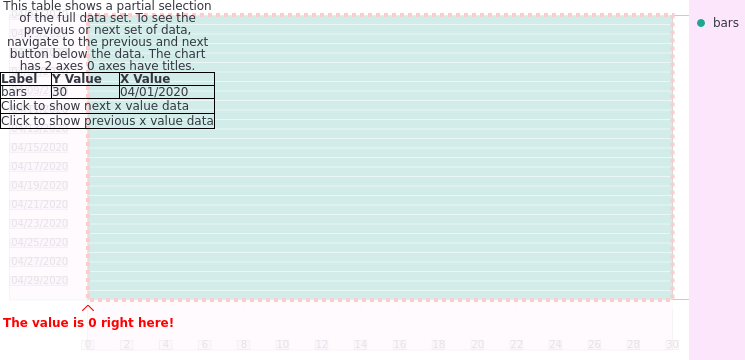 This table shows a partial selection
of the full data set. To see the
previous or next set of data,
navigate to the previous and next
button below the data. The chart
has 2 axes 0 axes have titles.
Label Y Value X Value
bars 30 04/01/2020
Click to show next x value data
Click to show previous x value data
04/15/2020
04/17/2020
04/19/2020
04/21/2020
04/23/2020
04/25/2020
04/27/2020
04/29/2020
The value is 0 right here!
0 2 4 6 8 10 12 14 16 18 20 22 24 26 28 30
bars